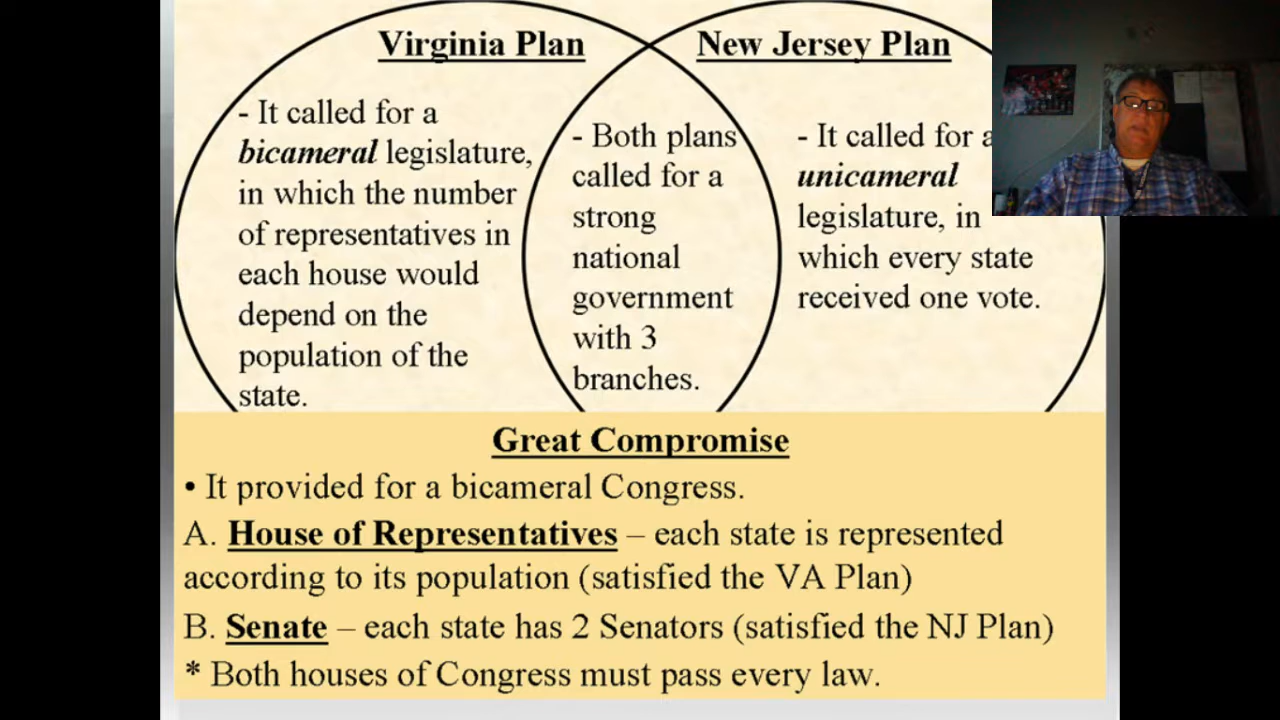 Virginia Plan
- It called for a
bicameral legislature,
in which the number
of representatives in
each house would
depend on the
population of the
state.
- Both plans
called for a
strong
national
government
with 3
branches.
New Jersey Plan
- It called for a
unicameral
legislature, in
which every state
received one vote.
Great Compromise
• It provided for a bicameral Congress.
A. House of Representatives – each state is represented
according to its population (satisfied the VA Plan)
B. Senate – each state has 2 Senators (satisfied the NJ Plan)
* Both houses of Congress must pass every law.